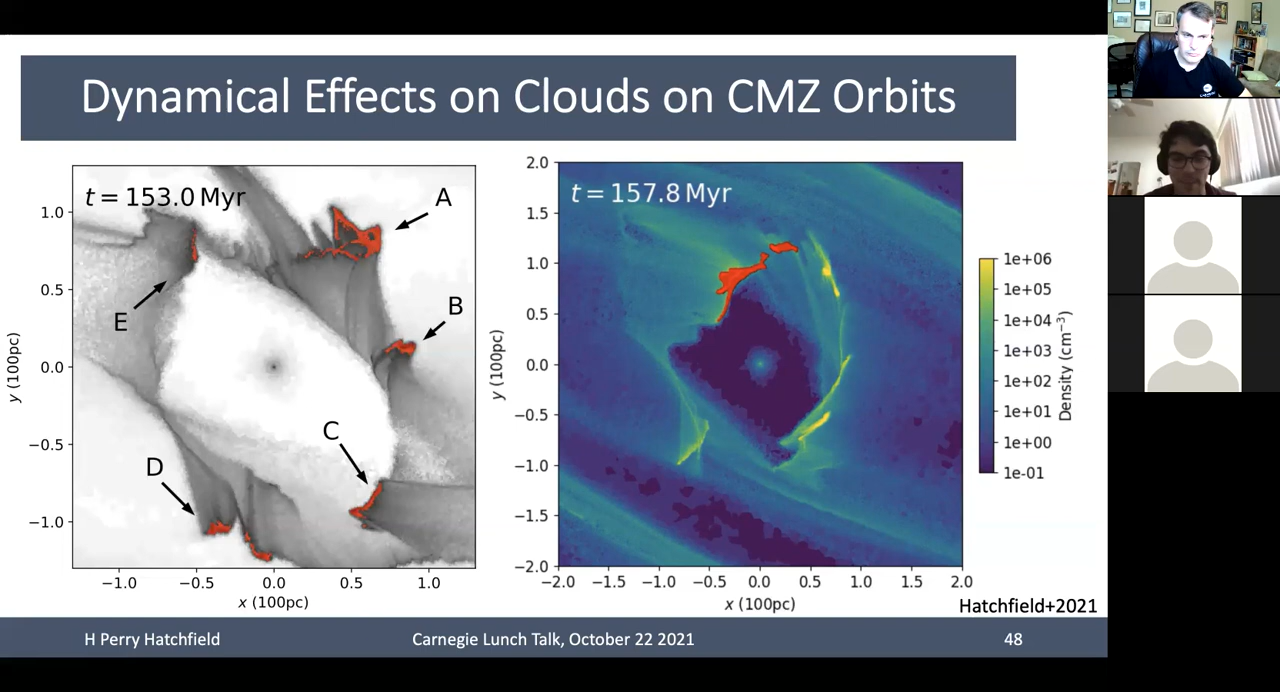 Dynamical Effects on Clouds on CMZ Orbits
t = 153.0 Myr
A
B
C
D
E
1.0
0.5
0.0
−0.5
−1.0
y (100pc)
−1.0 −0.5 0.0 0.5 1.0
x (100pc)
t = 157.8 Myr
2.0
1.5
1.0
0.5
0.0
−0.5
−1.0
−1.5
−2.0
y (100pc)
−2.0 −1.5 −1.0 −0.5 0.0 0.5 1.0 1.5 2.0
x (100pc)
1e+06
1e+05
1e+04
1e+03
1e+02
1e+01
1e+00
1e-01
Density (cm⁻³)
Hatchfield+2021
H Perry Hatchfield
Carnegie Lunch Talk, October 22 2021
48